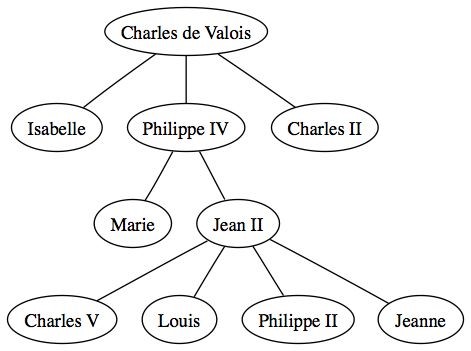 Charles de Valois
Isabelle
Philippe IV
Charles II
Marie
Jean II
Charles V
Louis
Philippe II
Jeanne